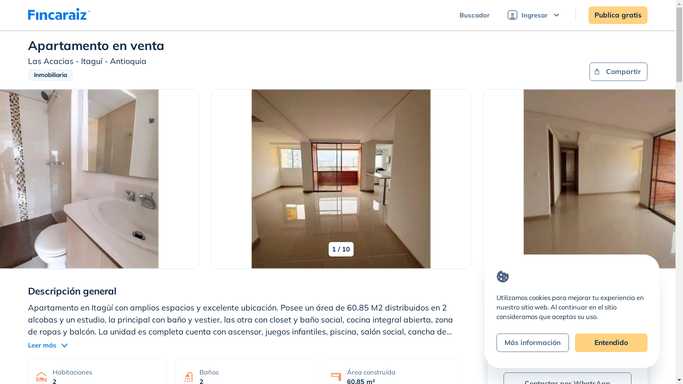 Fincaraiz
Buscador
Ingresar
Publica gratis
Apartamento en venta
Las Acacias - Itaguí - Antioquia
Inmobiliaria
Compartir
1 / 10
Descripción general
Apartamento en Itagüí con amplios espacios y excelente ubicación. Posee un área de 60.85 M2 distribuidos en 2
alcobas y un estudio, la principal con baño y vestier, las otra con closet y baño social, cocina integral abierta, zona
de ropas y balcón. La unidad es completa cuenta con ascensor, juegos infantiles, piscina, salón social, cancha de...
Leer más
Utilizamos cookies para mejorar tu experiencia en
nuestro sitio web. Al continuar en el sitio
consideramos que aceptas su uso.
Más información
Entendido
Habitaciones
2
Baños
2
Área construida
60.85 m²
Contactar por WhatsApp